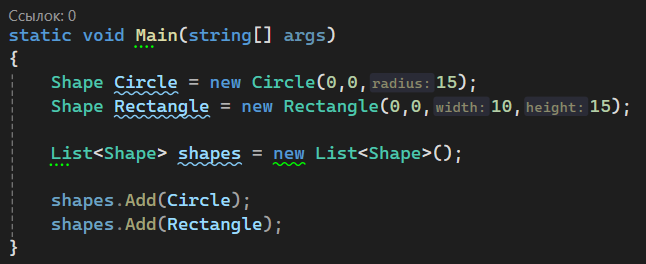 Ссылок: 0
static void Main(string[] args)
{
Shape Circle = new Circle(0,0,radius:15);
Shape Rectangle = new Rectangle(0,0,width:10,height:15);
List<Shape> shapes = new List<Shape>();
shapes.Add(Circle);
shapes.Add(Rectangle);
}